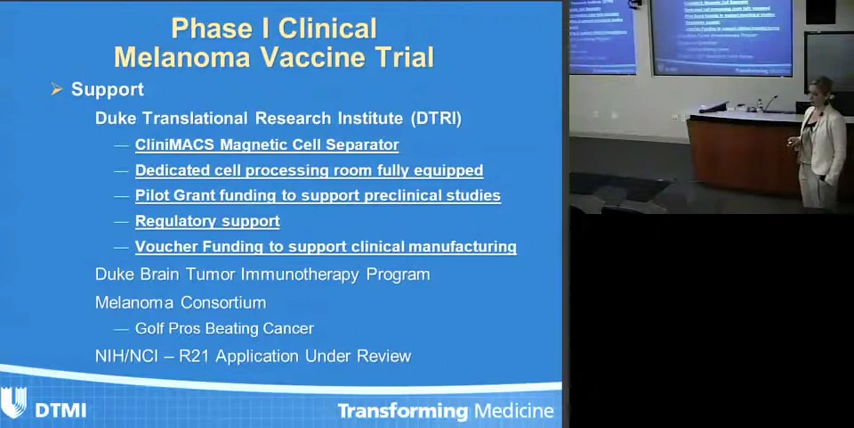 Phase I Clinical
Melanoma Vaccine Trial
Support
Duke Translational Research Institute (DTRI)
— CliniMACS Magnetic Cell Separator
— Dedicated cell processing room fully equipped
— Pilot Grant funding to support preclinical studies
— Regulatory support
— Voucher Funding to support clinical manufacturing
Duke Brain Tumor Immunotherapy Program
Melanoma Consortium
— Golf Pros Beating Cancer
NIH/NCI – R21 Application Under Review
DTMI
Transforming Medicine
Transforming Medicine